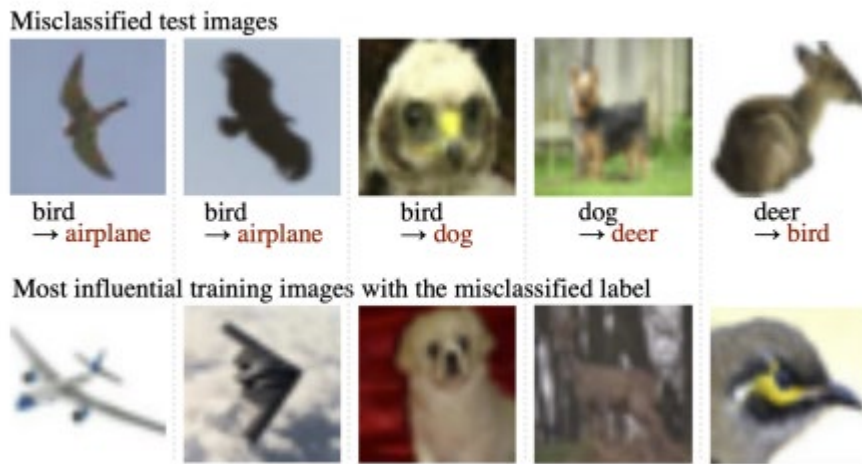 Misclassified test images
bird
→ airplane
bird
→ airplane
bird
→ dog
dog
→ deer
deer
→ bird
Most influential training images with the misclassified label